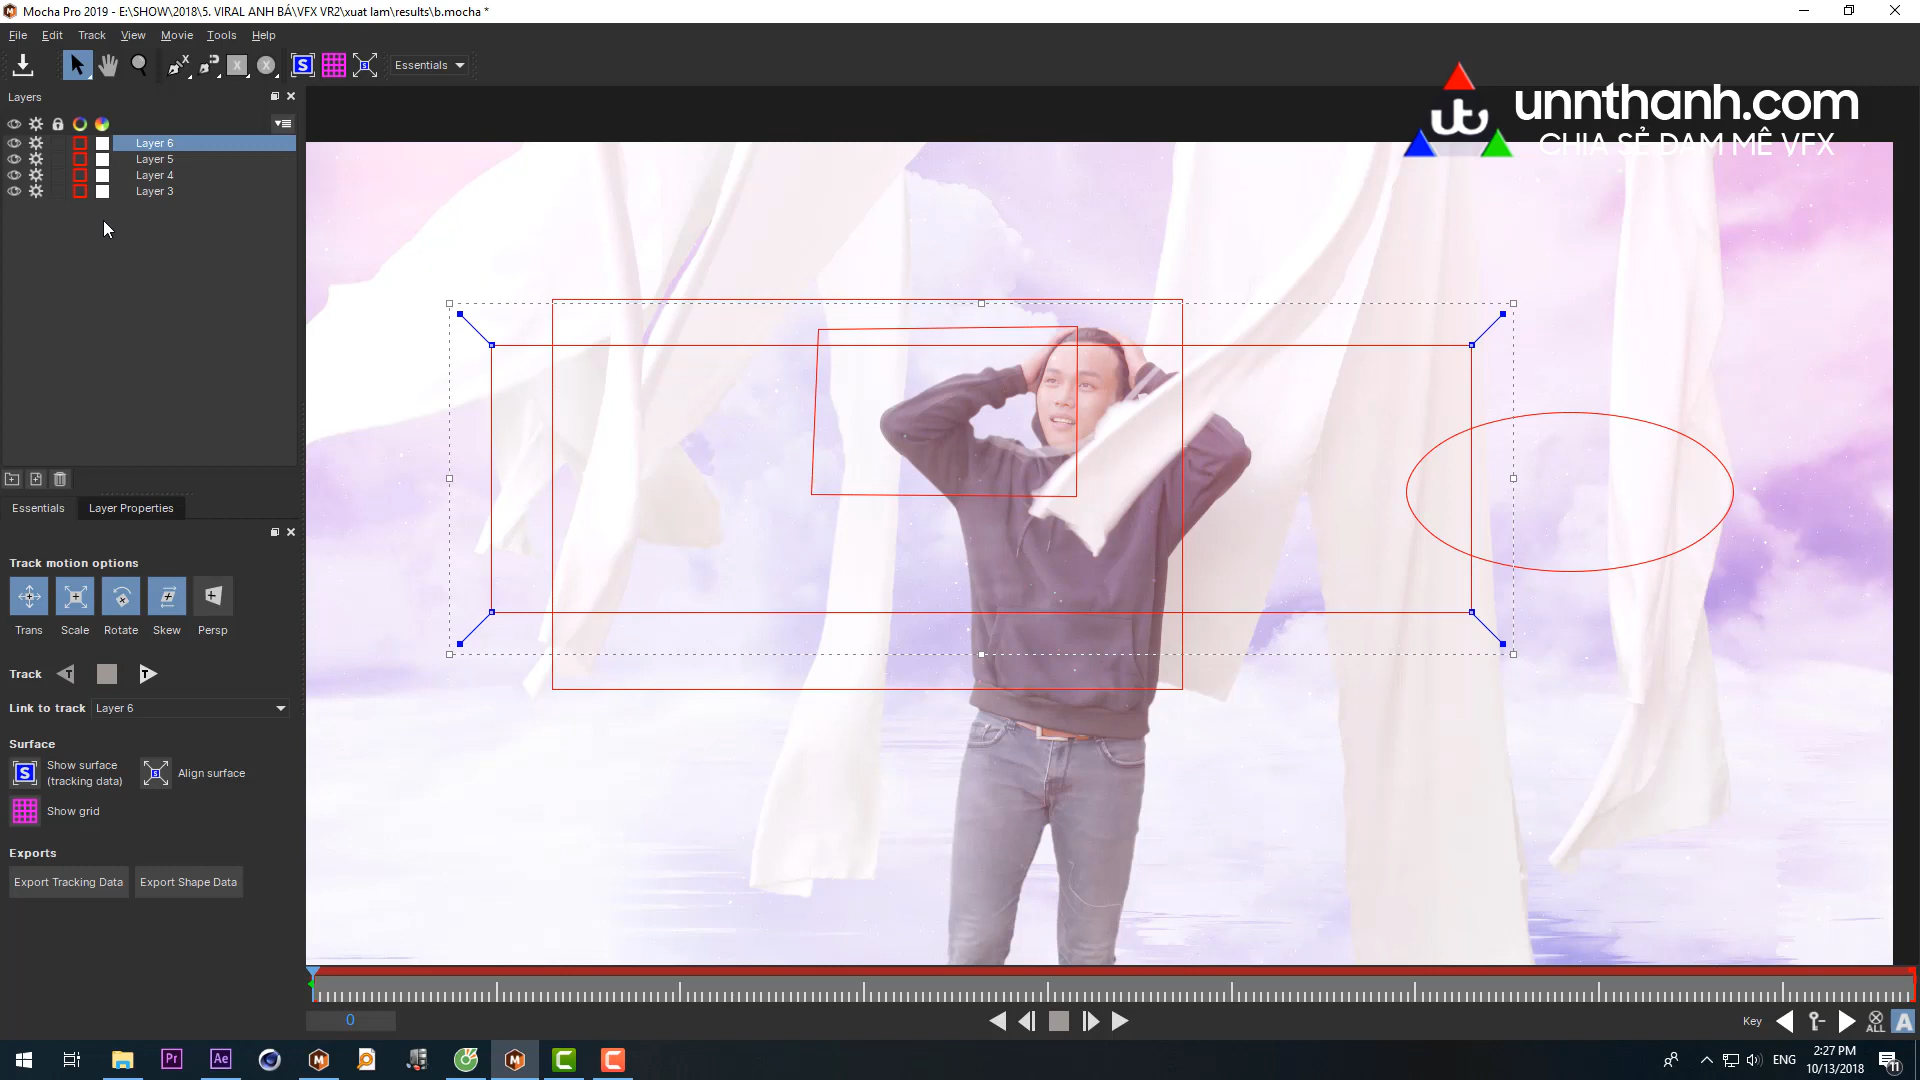 Mocha Pro 2019 - E:\SHOW\2018\5. VIRAL ANH BÁ\VFX VR2\xuat lam\results\b.mocha *
File Edit Track View Movie Tools Help
Essentials
unnthanh.com
CHIA SẺ ĐAM MÊ VFX
Layers
Layer 6
Layer 5
Layer 4
Layer 3
Essentials Layer Properties
Track motion options
Trans Scale Rotate Skew Persp
Track
Link to track Layer 6
Surface
Show surface
(tracking data)
Align surface
Show grid
Exports
Export Tracking Data Export Shape Data
0
Key
ALL
A
Pr
Ae
ENG
2:27 PM
10/13/2018
11